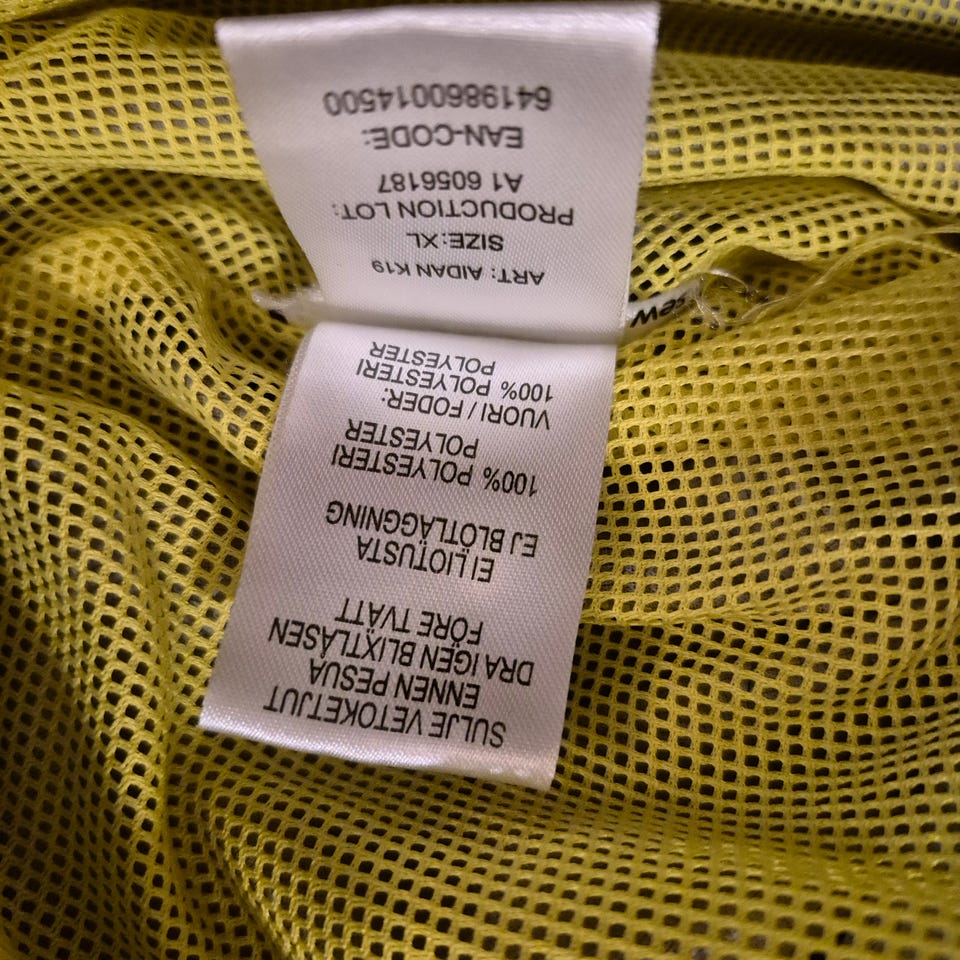 SULJE VETOKETJUT
ENNEN PESUA
DRA IGEN BLIXTLÅSEN
FÖRE TVÄTT
EI LIOTUSTA
EJ BLÖTLÄGGNING
100% POLYESTERI
POLYESTER
VUORI / FODER:
100% POLYESTERI
POLYESTER
ART: AIDAN K19
SIZE:XL
PRODUCTION LOT:
A1 6056187
EAN-CODE:
6419860014500